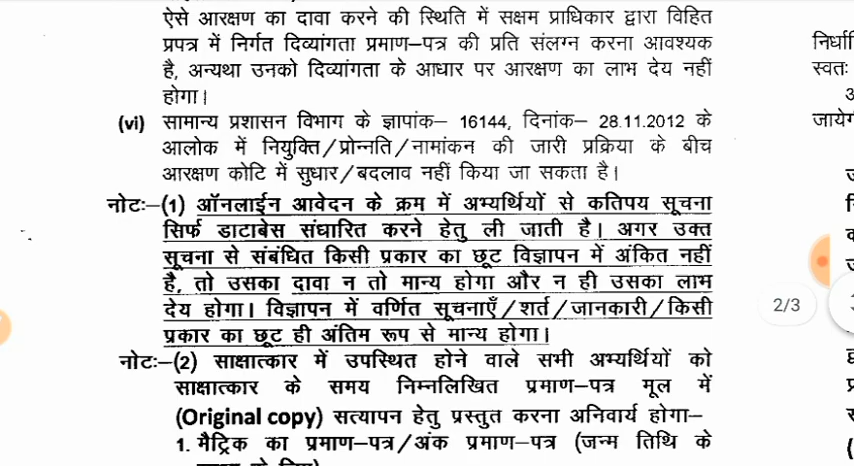 ऐसे आरक्षण का दावा करने की स्थिति में सक्षम प्राधिकार द्वारा विहित
प्रपत्र में निर्गत दिव्यांगता प्रमाण–पत्र की प्रति संलग्न करना आवश्यक
है, अन्यथा उनको दिव्यांगता के आधार पर आरक्षण का लाभ देय नहीं
होगा।
(vi) सामान्य प्रशासन विभाग के ज्ञापांक– 16144, दिनांक– 28.11.2012 के
आलोक में नियुक्ति/प्रोन्नति/नामांकन की जारी प्रक्रिया के बीच
आरक्षण कोटि में सुधार/बदलाव नहीं किया जा सकता है।
नोटः–(1) ऑनलाईन आवेदन के क्रम में अभ्यर्थियों से कतिपय सूचना
सिर्फ डाटाबेस संधारित करने हेतु ली जाती है। अगर उक्त
सूचना से संबंधित किसी प्रकार का छूट विज्ञापन में अंकित नहीं
है, तो उसका दावा न तो मान्य होगा और न ही उसका लाभ
देय होगा। विज्ञापन में वर्णित सूचनाएँ/शर्त/जानकारी/किसी
प्रकार का छूट ही अंतिम रूप से मान्य होगा।
नोटः–(2) साक्षात्कार में उपस्थित होने वाले सभी अभ्यर्थियों को
साक्षात्कार के समय निम्नलिखित प्रमाण–पत्र मूल में
(Original copy) सत्यापन हेतु प्रस्तुत करना अनिवार्य होगा–
1. मैट्रिक का प्रमाण–पत्र/अंक प्रमाण–पत्र (जन्म तिथि के
स्वतः
2/3